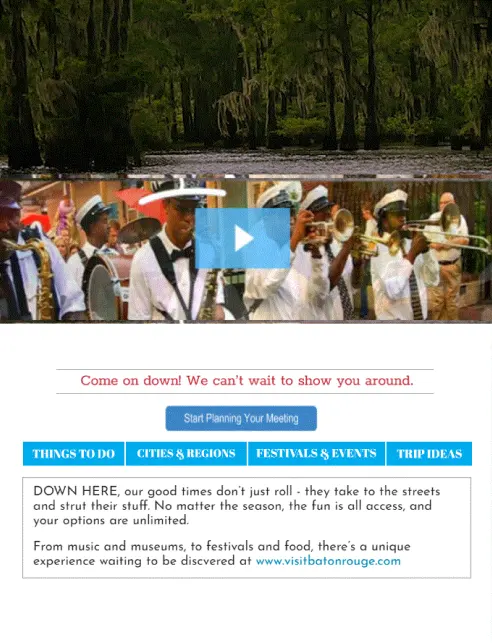 Come on down! We can't wait to show you around.
Start Planning Your Meeting
THINGS TO DO
CITIES & REGIONS
FESTIVALS & EVENTS
TRIP IDEAS
DOWN HERE, our good times don't just roll - they take to the streets
and strut their stuff. No matter the season, the fun is all access, and
your options are unlimited.
From music and museums, to festivals and food, there's a unique
experience waiting to be discvered at www.visitbatonrouge.com